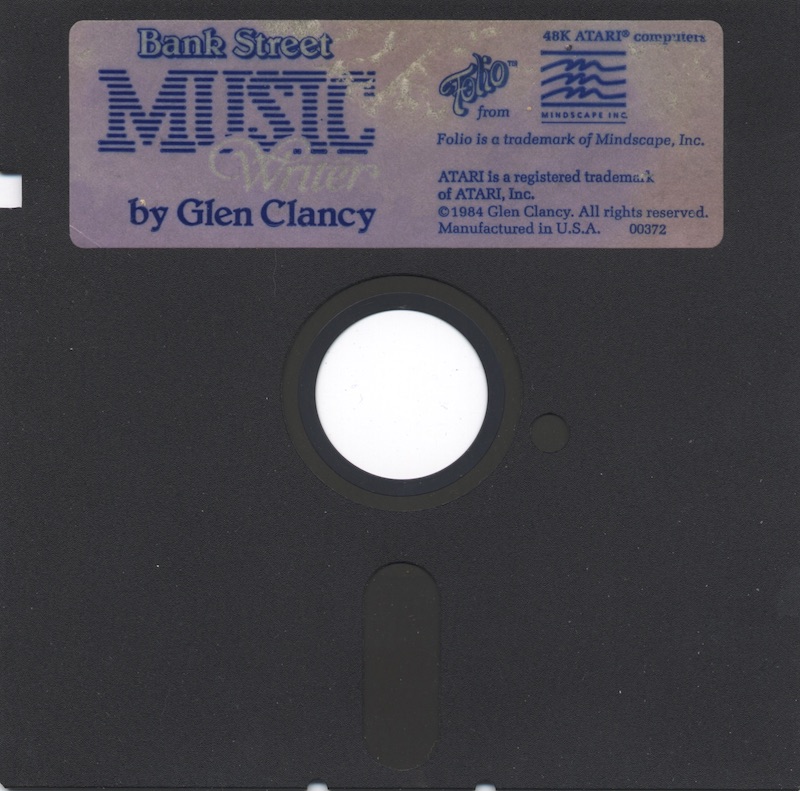 Bank Street
MUSIC
Writer
by Glen Clancy
48K ATARI® computers
Folio™
from
MINDSCAPE INC.
Folio is a trademark of Mindscape, Inc.
ATARI is a registered trademark
of ATARI, Inc.
©1984 Glen Clancy. All rights reserved.
Manufactured in U.S.A. 00372